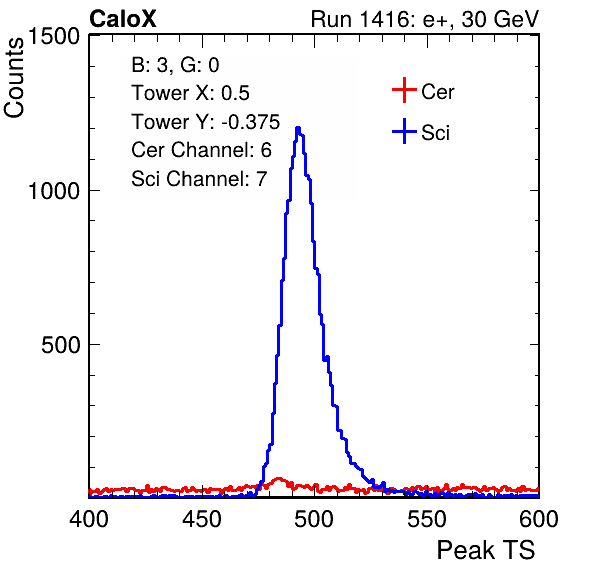 CaloX Run 1416: e+, 30 GeV
Counts
1500
1000
500
B: 3, G: 0
Tower X: 0.5
Tower Y: -0.375
Cer Channel: 6
Sci Channel: 7
Cer
Sci
400 450 500 550 600
Peak TS